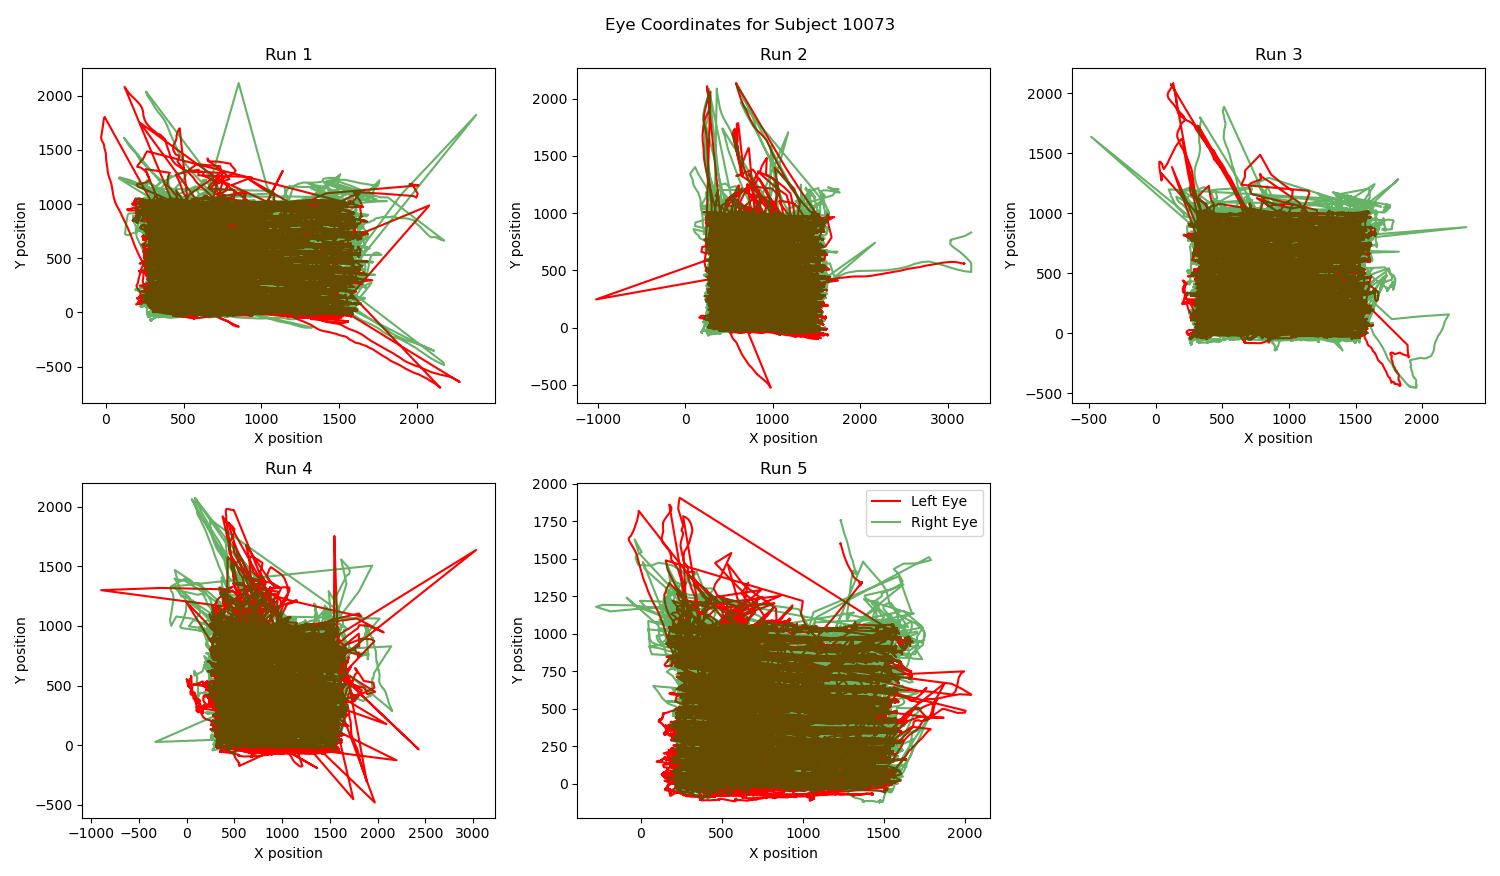 Eye Coordinates for Subject 10073
Run 1
Y position
2000
1500
1000
500
0
−500
0 500 1000 1500 2000
X position
Run 2
Y position
2000
1500
1000
500
0
−500
−1000 0 1000 2000 3000
X position
Run 3
Y position
2000
1500
1000
500
0
−500
−500 0 500 1000 1500 2000
X position
Run 4
Y position
2000
1500
1000
500
0
−500
−1000 −500 0 500 1000 1500 2000 2500 3000
X position
Run 5
Left Eye
Right Eye
Y position
2000
1750
1500
1250
1000
750
500
250
0
0 500 1000 1500 2000
X position